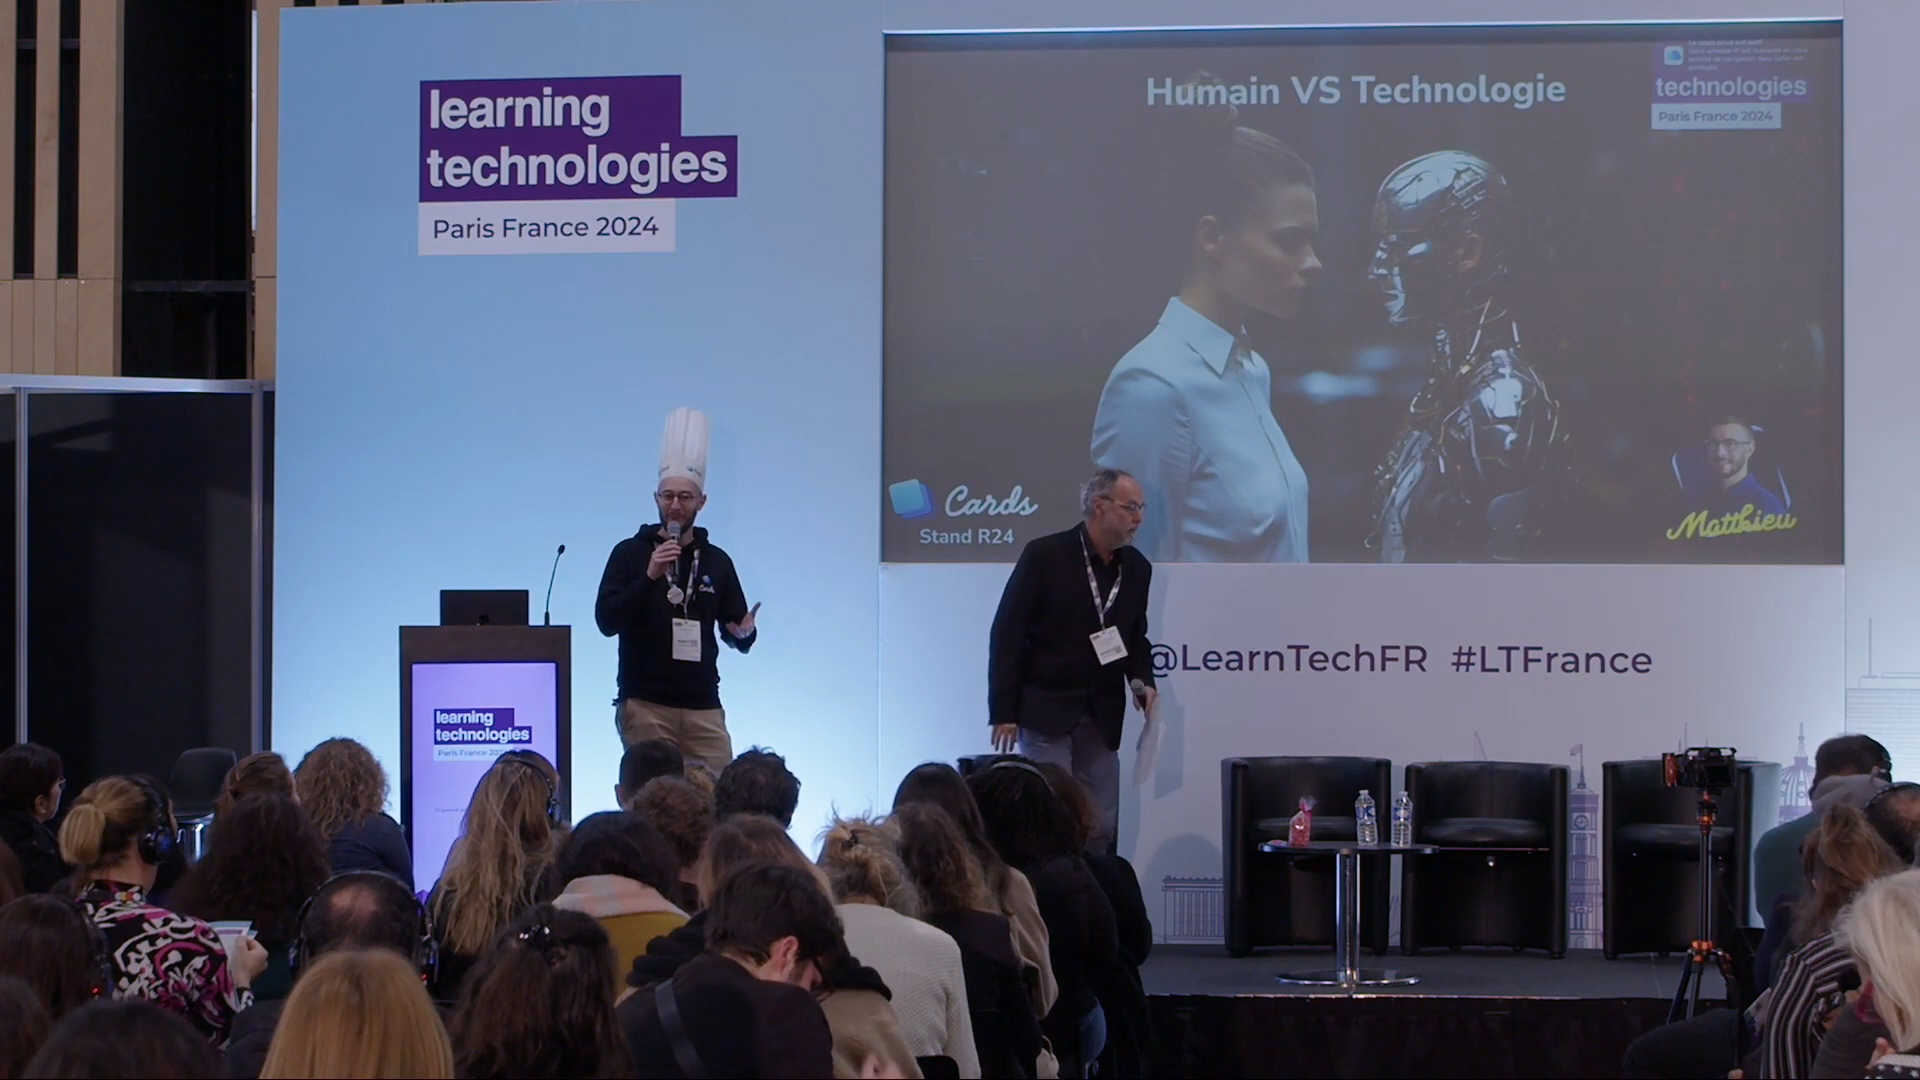 learning
technologies
Paris France 2024
Humain VS Technologie
technologies
Paris France 2024
Cards
Stand R24
Matthieu
@LearnTechFR #LTFrance
Cards
learning
technologies
Paris France 2024